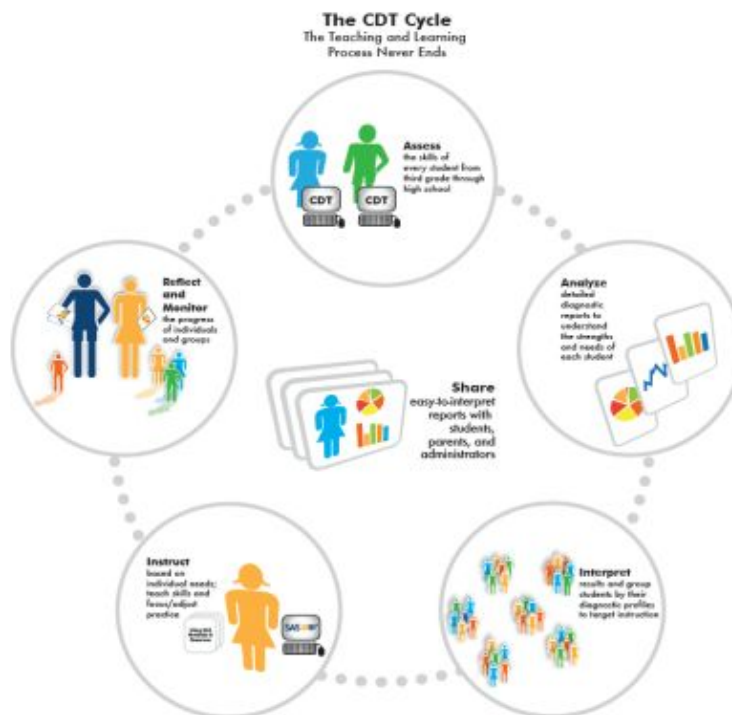 The CDT Cycle
The Teaching and Learning
Process Never Ends
Assess
the skills of
every student from
third grade through
high school
CDT
CDT
Analyze
detailed
diagnostic
reports to
understand
the strengths
and needs of
each student
Interpret
results and group
students by their
diagnostic profiles
to target instruction
Instruct
based on
individual needs;
teach skills and
focus/adjust
practice
SAS
Reflect
and
Monitor
the progress
of individuals
and groups
Share
easy-to-interpret
reports with
students,
parents, and
administrators